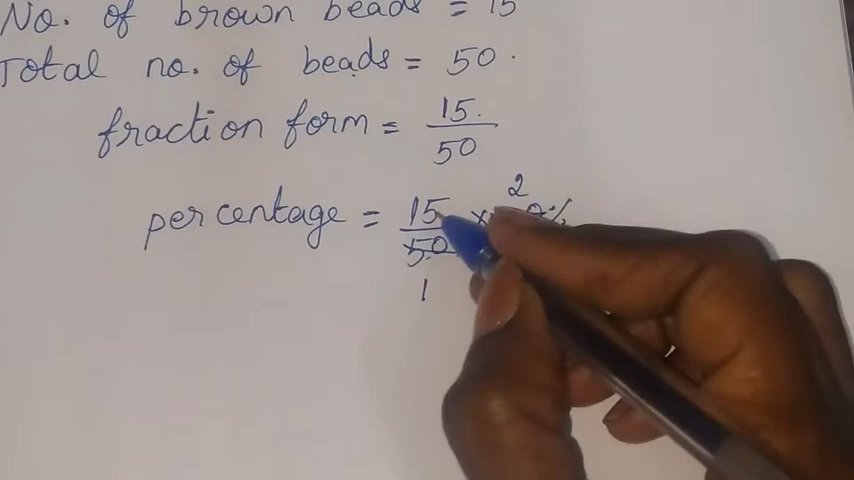 No. of brown beads = 15
Total no. of beads = 50.
fraction form = 15/50
percentage = 15/50 × %
2
1